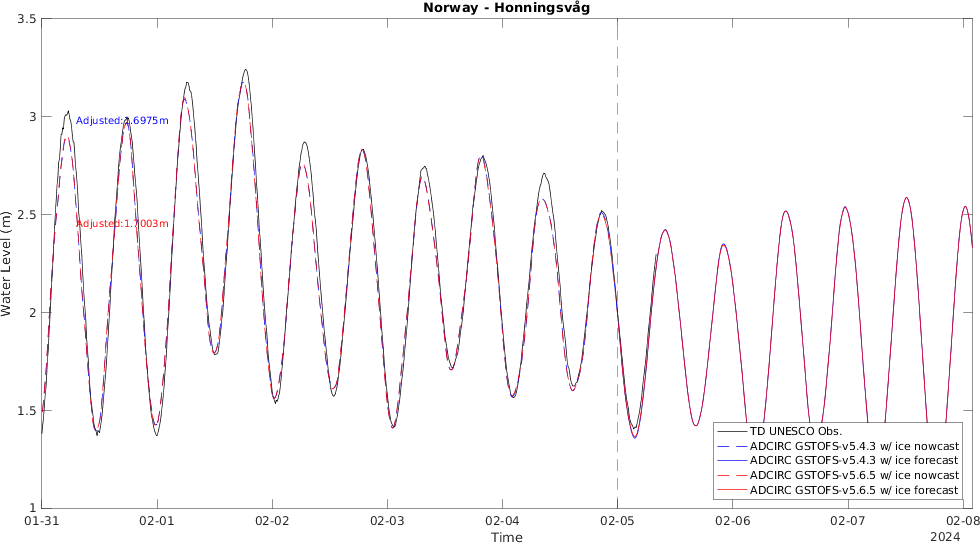 Norway - Honningsvåg
3.5
3
2.5
2
1.5
1
Water Level (m)
Adjusted:1.6975m
Adjusted:1.7003m
TD UNESCO Obs.
ADCIRC GSTOFS-v5.4.3 w/ ice nowcast
ADCIRC GSTOFS-v5.4.3 w/ ice forecast
ADCIRC GSTOFS-v5.6.5 w/ ice nowcast
ADCIRC GSTOFS-v5.6.5 w/ ice forecast
01-31 02-01 02-02 02-03 02-04 02-05 02-06 02-07 02-08
Time
2024